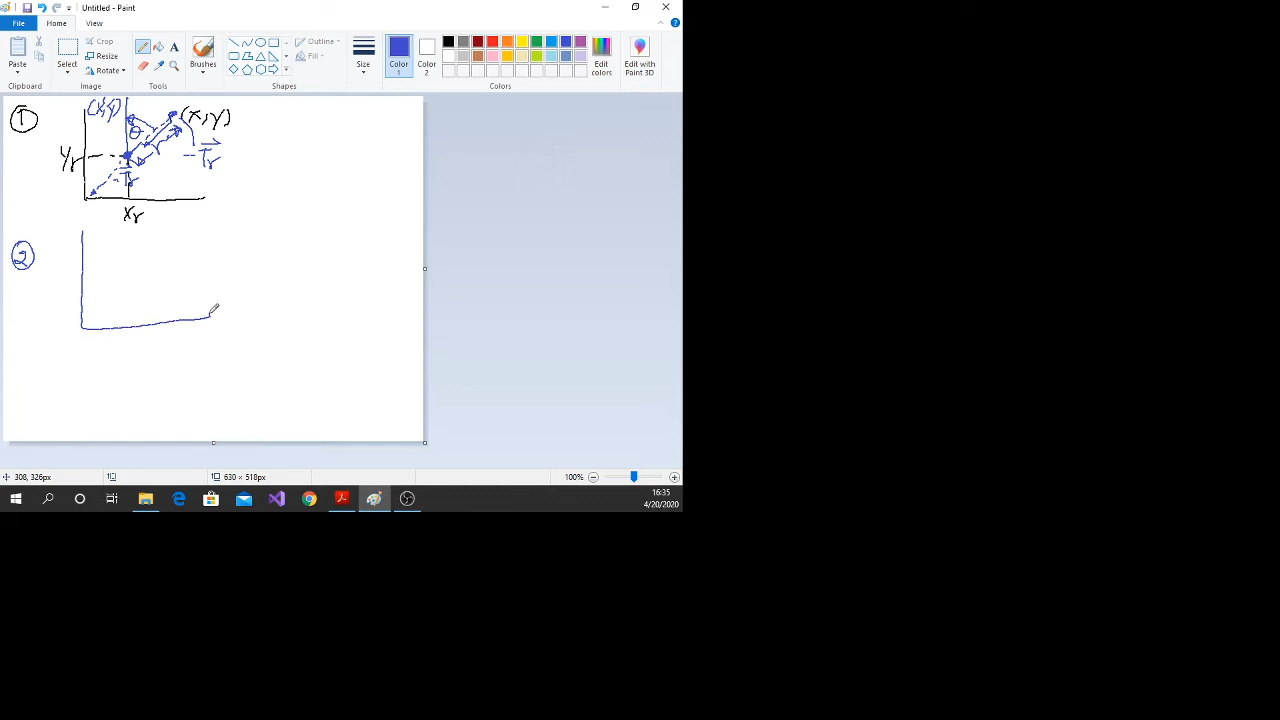 Untitled - Paint
File Home View
Paste Select Crop Resize Rotate Brushes Outline Fill Size Color 1 Color 2 Edit colors Edit with Paint 3D
Clipboard Image Tools Shapes Colors
1 (x',y') (x,y)
θ r
yr -Tr -Tr
xr
2
308, 326px 630 × 518px 100%
16:35
4/20/2020